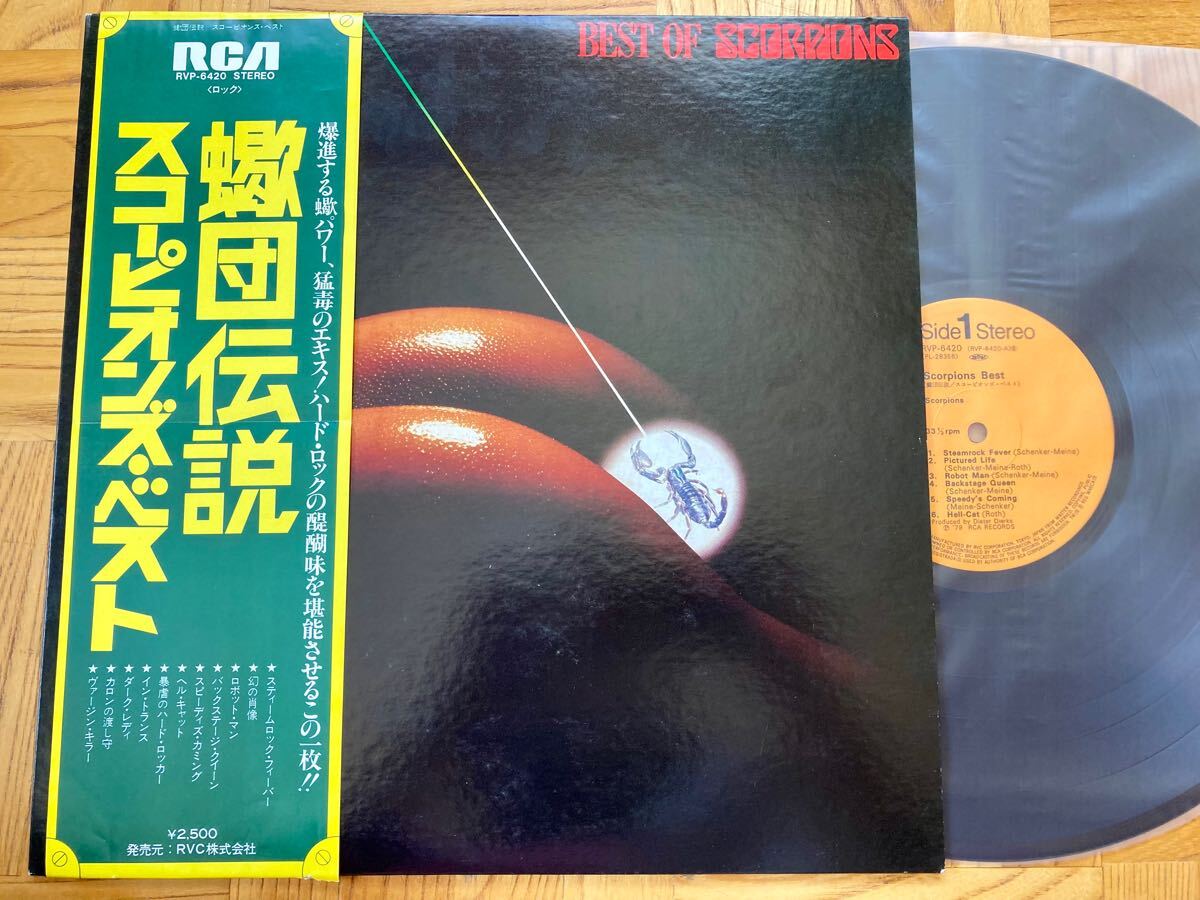 蠍団伝説 スコーピオンズ・ベスト
RCA
RVP-6420 STEREO
〈ロック〉
蠍団伝説
スコーピオンズ・ベスト
爆進する蠍パワー、猛毒のエキス!ハード・ロックの醍醐味を堪能させるこの一枚!!
★スティームロック・フィーバー
★幻の肖像
★ロボット・マン
★バックステージ・クイーン
★スピーディズ・カミング
★ヘル・キャット
★暴虐のハード・ロッカー
★イン・トランス
★ダーク・レディ
★カロンの渡し守
★ヴァージン・キラー
¥2,500
発売元:RVC株式会社
BEST OF SCORPIONS
Side 1 Stereo
RVP-6420
PL-28356)
Scorpions Best
Scorpions
33⅓ rpm
1. Steamrock Fever (Schenker-Meine)
2. Pictured Life
(Schenker-Meine-Roth)
3. Robot Man (Schenker-Meine)
4. Backstage Queen
(Schenker-Meine)
5. Speedy's Coming
(Meine-Schenker)
6. Hell-Cat (Roth)
Produced by Dieter Dierks
℗ '79 RCA RECORDS